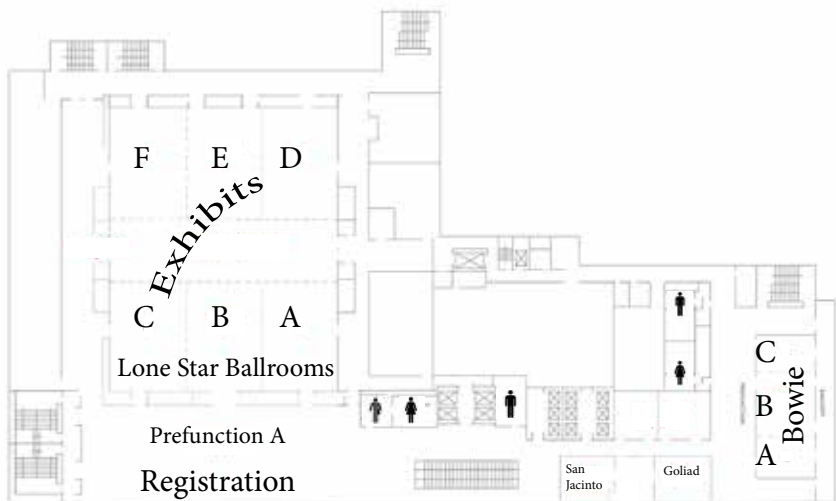 F E D
Exhibits
C B A
Lone Star Ballrooms
Prefunction A
Registration
San
Jacinto
Goliad
C
B
A
Bowie